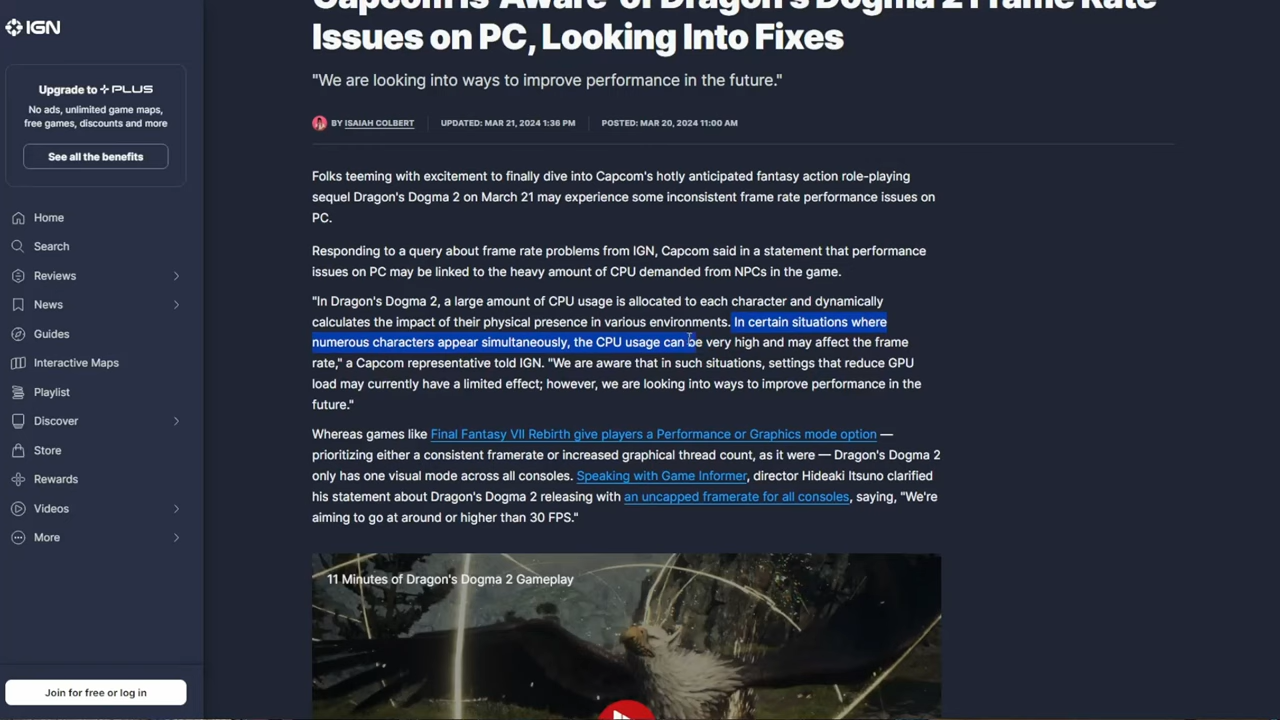 Capcom Is 'Aware' of Dragon's Dogma 2 Frame Rate
Issues on PC, Looking Into Fixes
"We are looking into ways to improve performance in the future."
BY ISAIAH COLBERT
UPDATED: MAR 21, 2024 1:36 PM
POSTED: MAR 20, 2024 11:00 AM
IGN
Upgrade to PLUS
No ads, unlimited game maps,
free games, discounts and more
See all the benefits
Home
Search
Reviews
News
Guides
Interactive Maps
Playlist
Discover
Store
Rewards
Videos
More
Join for free or log in
Folks teeming with excitement to finally dive into Capcom's hotly anticipated fantasy action role-playing
sequel Dragon's Dogma 2 on March 21 may experience some inconsistent frame rate performance issues on
PC.
Responding to a query about frame rate problems from IGN, Capcom said in a statement that performance
issues on PC may be linked to the heavy amount of CPU demanded from NPCs in the game.
"In Dragon's Dogma 2, a large amount of CPU usage is allocated to each character and dynamically
calculates the impact of their physical presence in various environments. In certain situations where
numerous characters appear simultaneously, the CPU usage can be very high and may affect the frame
rate," a Capcom representative told IGN. "We are aware that in such situations, settings that reduce GPU
load may currently have a limited effect; however, we are looking into ways to improve performance in the
future."
Whereas games like Final Fantasy VII Rebirth give players a Performance or Graphics mode option —
prioritizing either a consistent framerate or increased graphical thread count, as it were — Dragon's Dogma 2
only has one visual mode across all consoles. Speaking with Game Informer, director Hideaki Itsuno clarified
his statement about Dragon's Dogma 2 releasing with an uncapped framerate for all consoles, saying, "We're
aiming to go at around or higher than 30 FPS."
11 Minutes of Dragon's Dogma 2 Gameplay